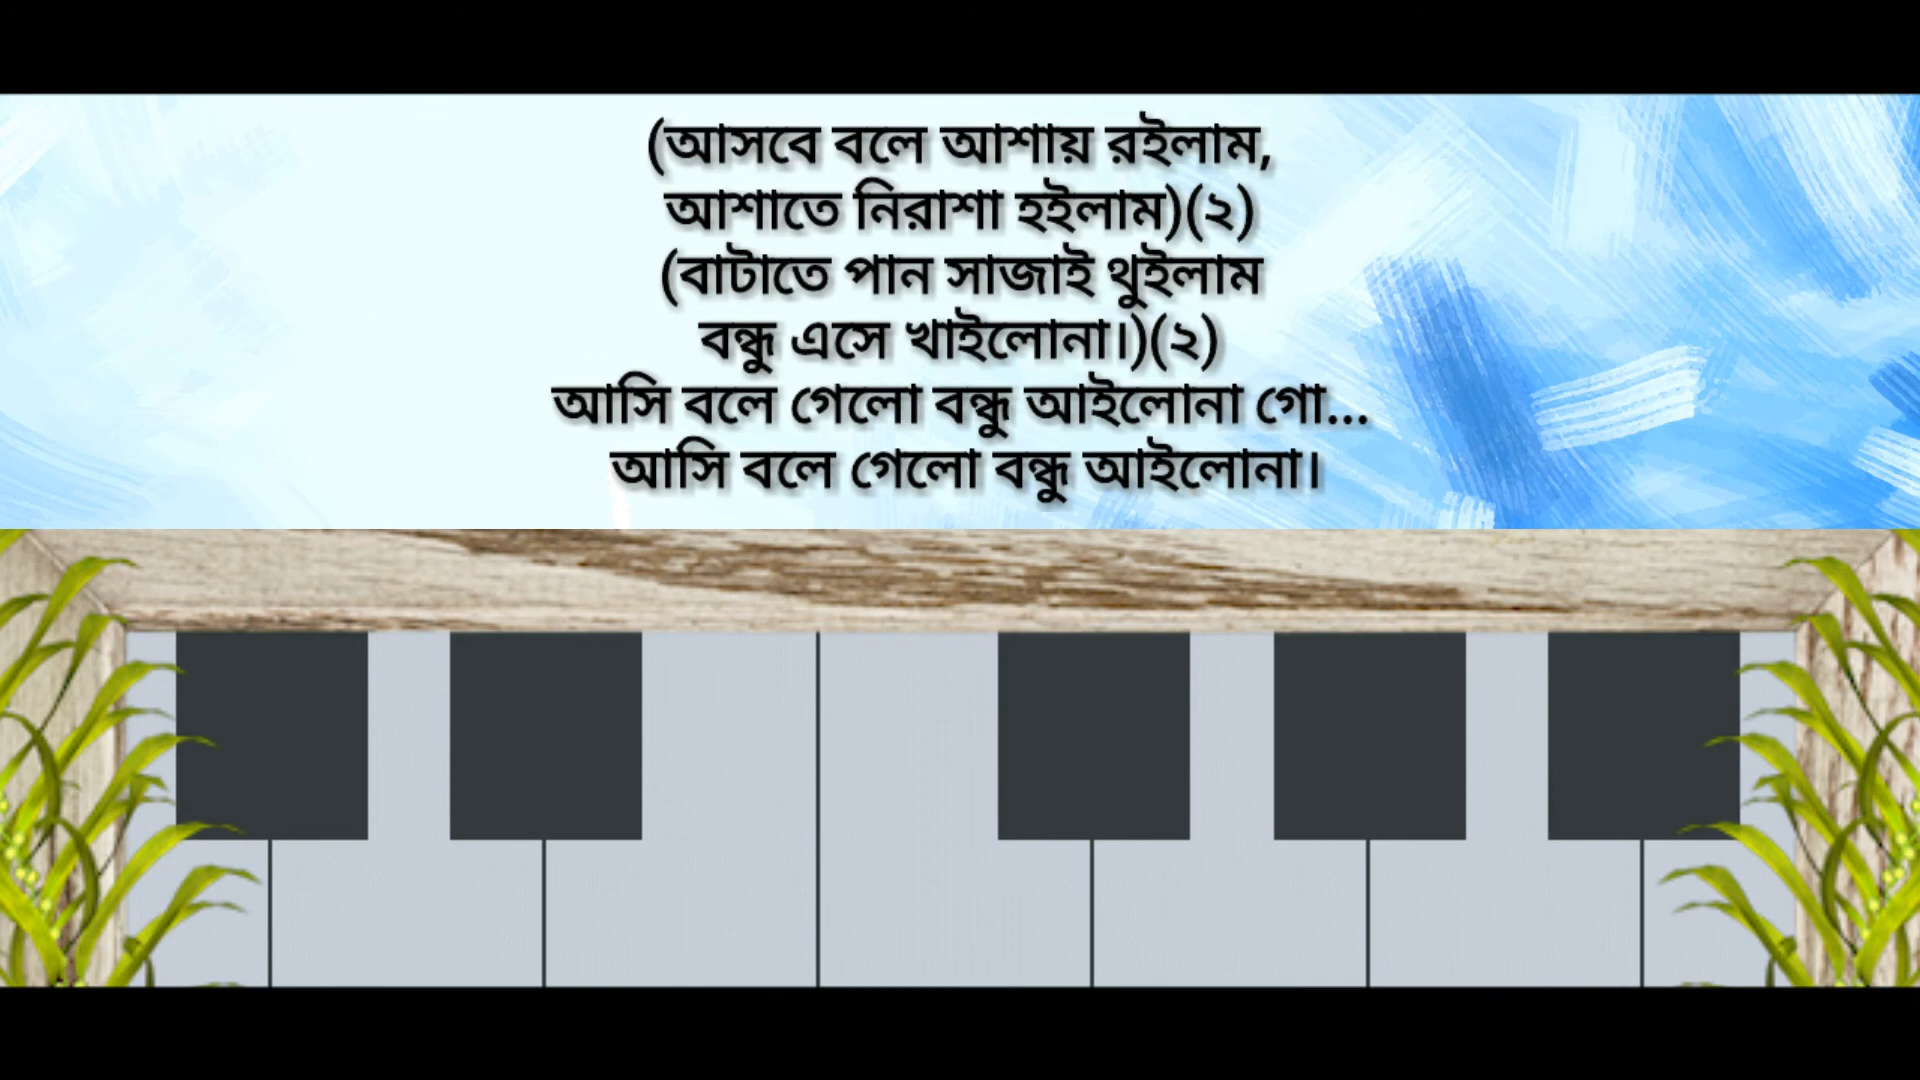 (আসবে বলে আশায় রইলাম,
আশাতে নিরাশা হইলাম)(২)
(বাটাতে পান সাজাই থুইলাম
বন্ধু এসে খাইলোনা।)(২)
আসি বলে গেলো বন্ধু আইলোনা গো...
আসি বলে গেলো বন্ধু আইলোনা।